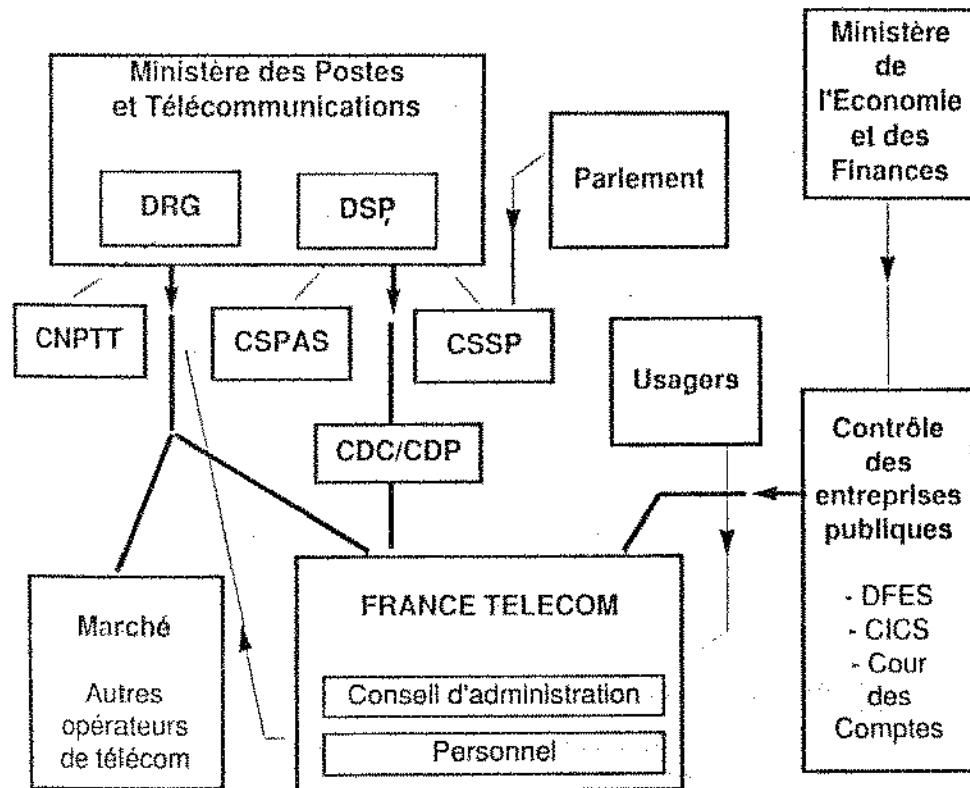 Ministère des Postes
et Télécommunications
DRG
DSP
Parlement
Ministère
de
l'Economie
et des
Finances
CNPTT
CSPAS
CSSP
Usagers
CDC/CDP
Contrôle
des
entreprises
publiques
- DFES
- CICS
- Cour
des
Comptes
Marché
Autres
opérateurs
de télécom
FRANCE TELECOM
Conseil d'administration
Personnel